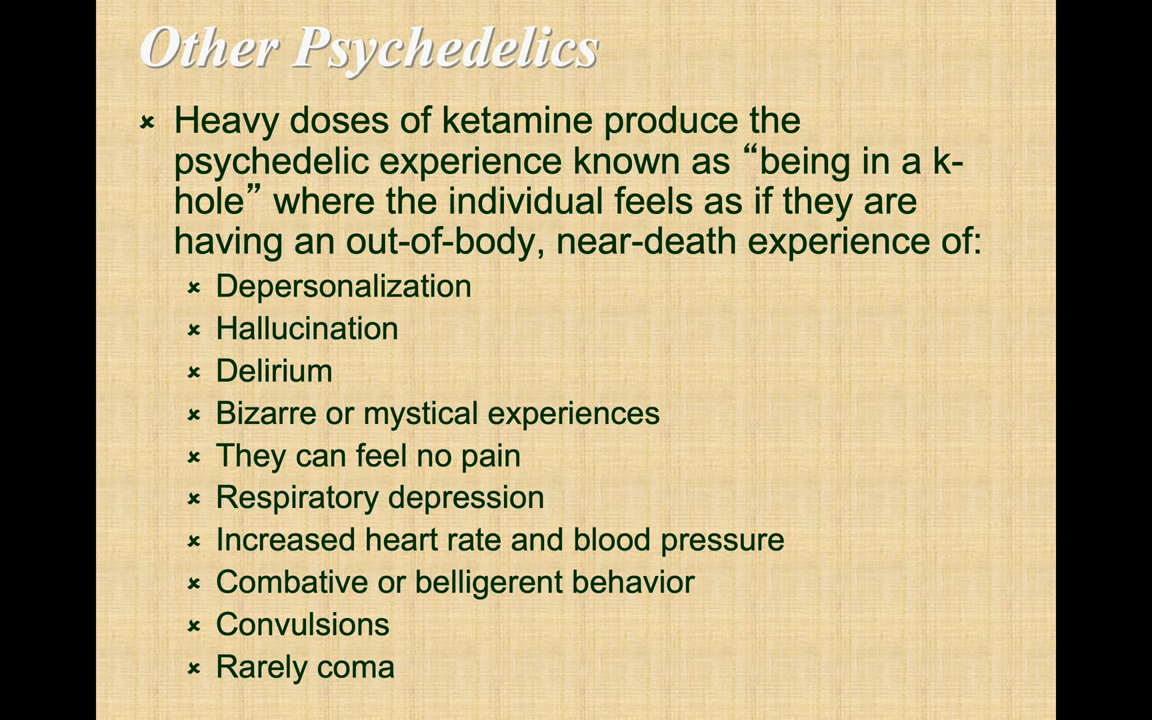 Other Psychedelics
Heavy doses of ketamine produce the
psychedelic experience known as “being in a k-
hole” where the individual feels as if they are
having an out-of-body, near-death experience of:
Depersonalization
Hallucination
Delirium
Bizarre or mystical experiences
They can feel no pain
Respiratory depression
Increased heart rate and blood pressure
Combative or belligerent behavior
Convulsions
Rarely coma